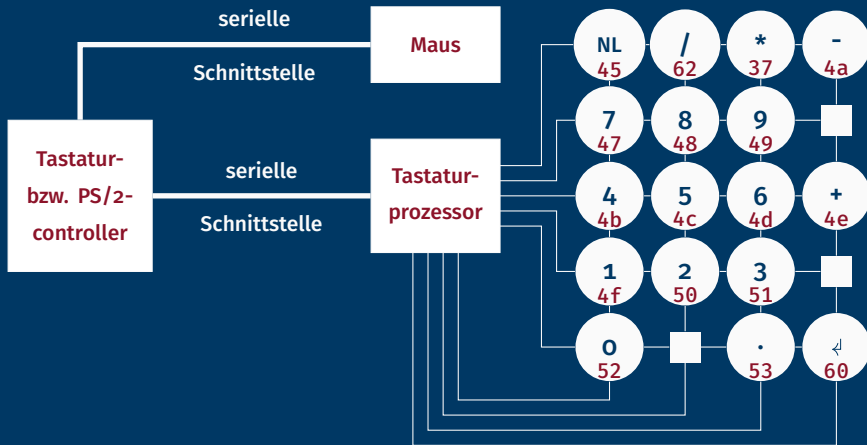 serielle
Schnittstelle
Maus
Tastatur-
bzw. PS/2-
controller
serielle
Schnittstelle
Tastatur-
prozessor
NL / * -
45 62 37 4a
7 8 9
47 48 49
4 5 6 +
4b 4c 4d 4e
1 2 3
4f 50 51
0 . ↲
52 53 60